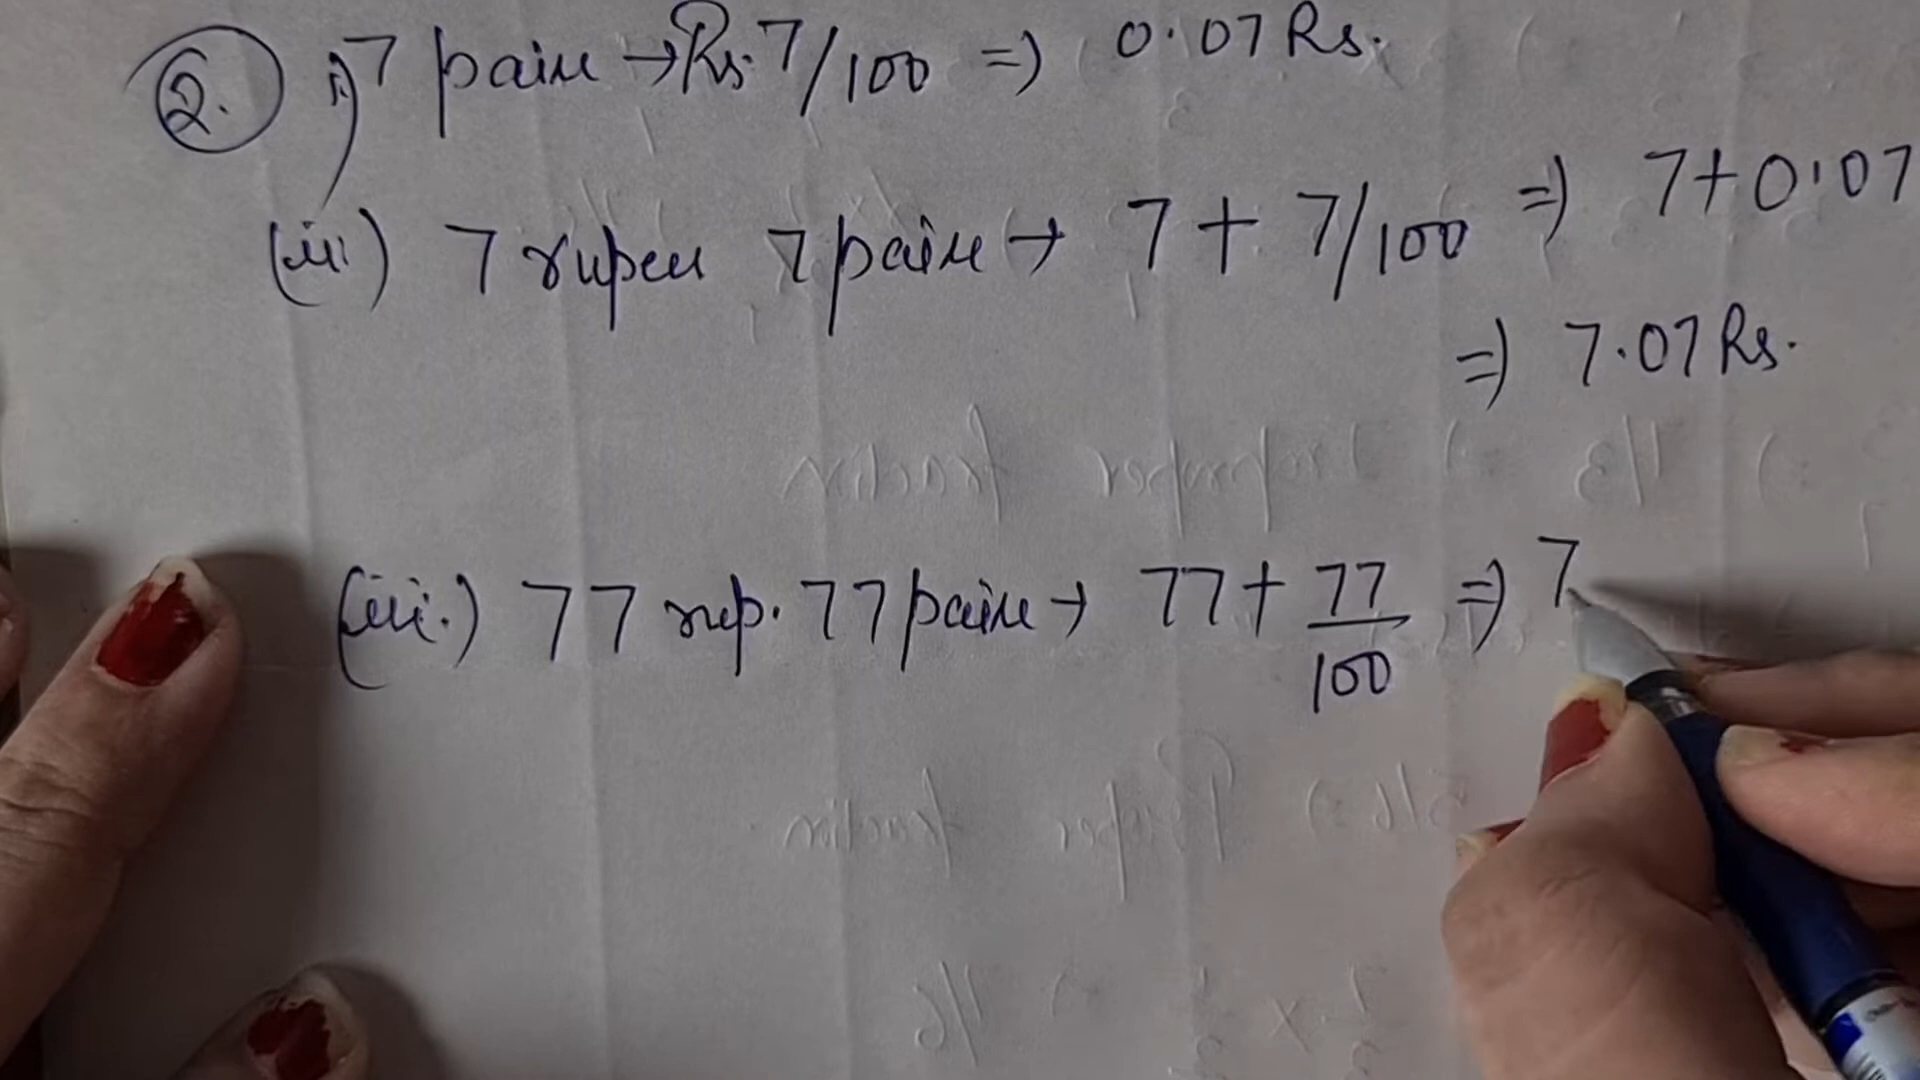 2. i) 7 paise → Rs. 7/100 => 0.07 Rs.
(ii) 7 rupees 7 paise → 7 + 7/100 => 7+0.07
=> 7.07 Rs.
(iii.) 77 rup. 77 paise → 77 + 77/100 => 7